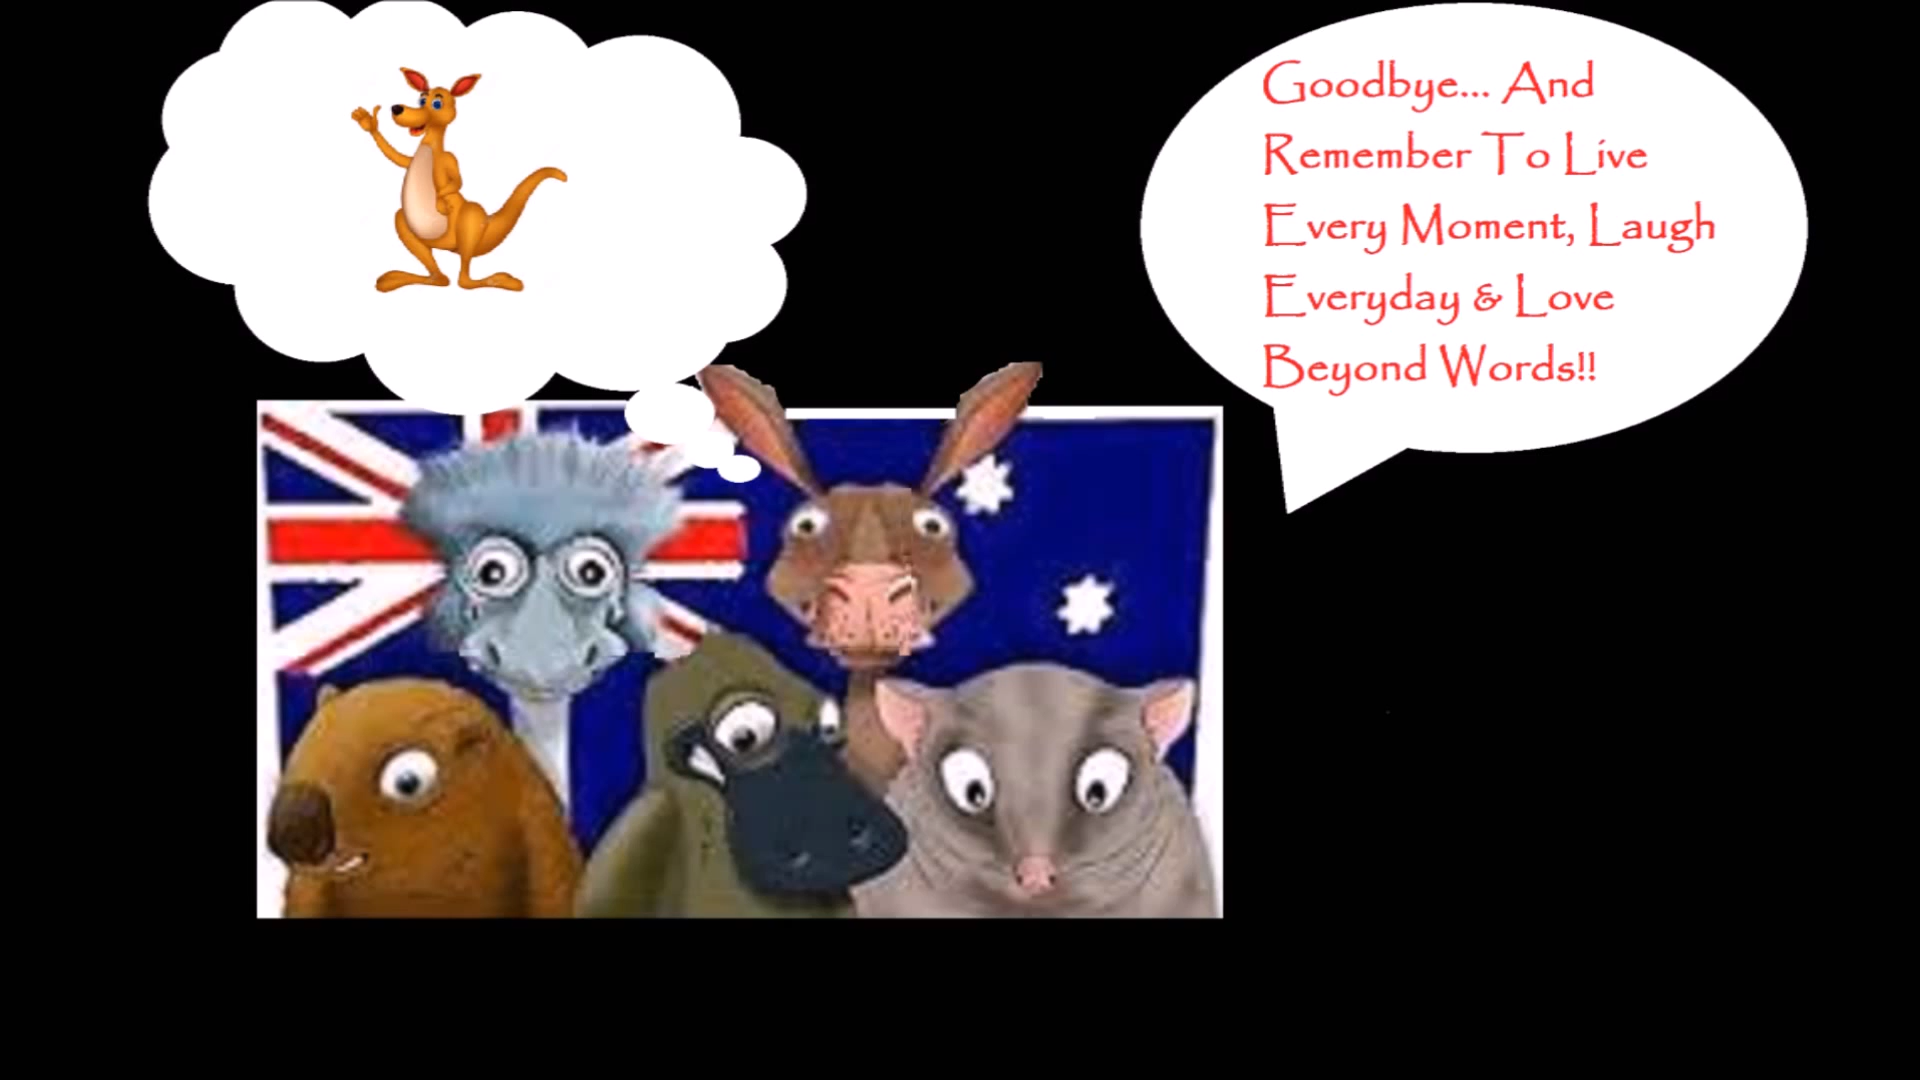 Goodbye... And
Remember To Live
Every Moment, Laugh
Everyday & Love
Beyond Words!!